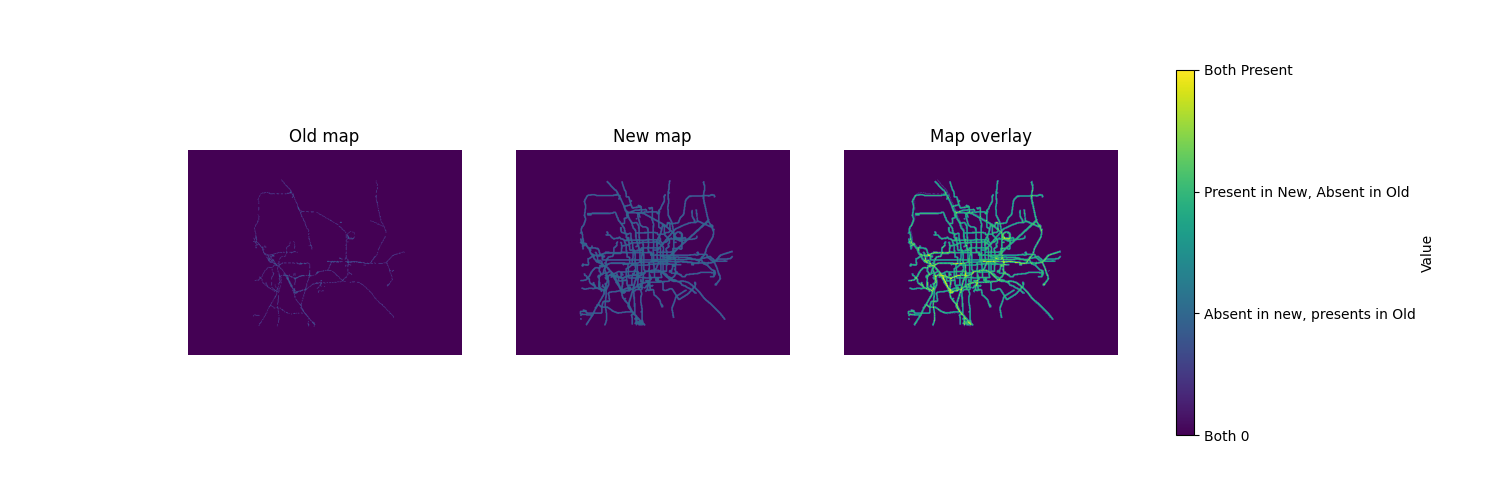 Old map
New map
Map overlay
Both Present
Present in New, Absent in Old
Absent in new, presents in Old
Both 0
Value